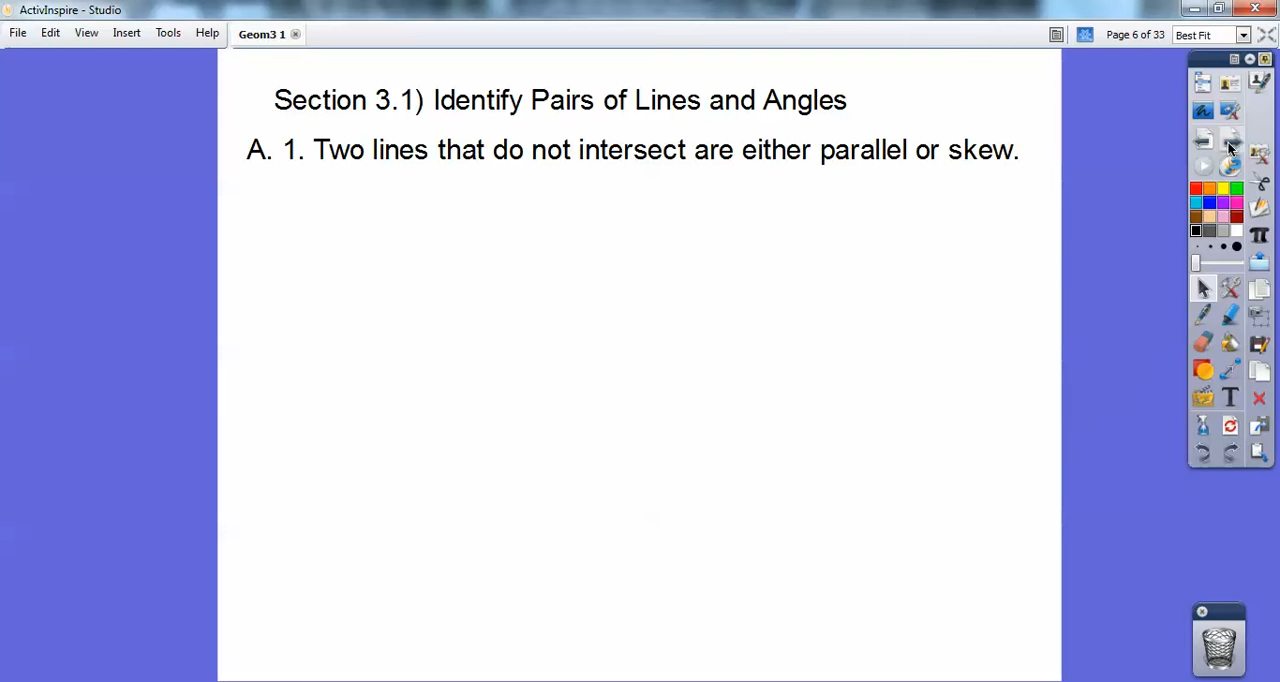 ActivInspire - Studio
File Edit View Insert Tools Help
Geom3 1
Page 6 of 33
Best Fit
Section 3.1) Identify Pairs of Lines and Angles
A. 1. Two lines that do not intersect are either parallel or skew.